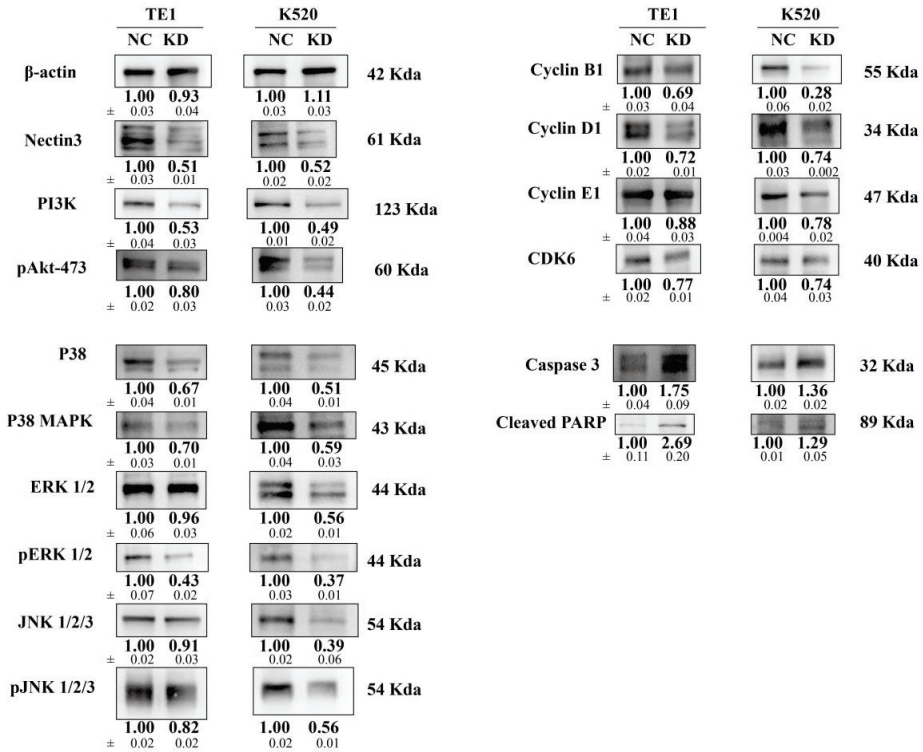 TE1 K520
NC KD NC KD
β-actin 42 Kda
1.00 0.93 1.00 1.11
± 0.03 0.04 0.03 0.03
Nectin3 61 Kda
1.00 0.51 1.00 0.52
± 0.03 0.01 0.02 0.02
PI3K 123 Kda
1.00 0.53 1.00 0.49
± 0.04 0.03 0.01 0.02
pAkt-473 60 Kda
1.00 0.80 1.00 0.44
± 0.02 0.03 0.03 0.02
P38 45 Kda
1.00 0.67 1.00 0.51
± 0.04 0.01 0.04 0.01
P38 MAPK 43 Kda
1.00 0.70 1.00 0.59
± 0.03 0.01 0.04 0.03
ERK 1/2 44 Kda
1.00 0.96 1.00 0.56
± 0.06 0.03 0.02 0.01
pERK 1/2 44 Kda
1.00 0.43 1.00 0.37
± 0.07 0.02 0.03 0.01
JNK 1/2/3 54 Kda
1.00 0.91 1.00 0.39
± 0.02 0.03 0.02 0.06
pJNK 1/2/3 54 Kda
1.00 0.82 1.00 0.56
± 0.02 0.02 0.02 0.01
TE1 K520
NC KD NC KD
Cyclin B1 55 Kda
1.00 0.69 1.00 0.28
± 0.03 0.04 0.06 0.02
Cyclin D1 34 Kda
1.00 0.72 1.00 0.74
± 0.02 0.01 0.03 0.002
Cyclin E1 47 Kda
1.00 0.88 1.00 0.78
± 0.04 0.03 0.004 0.02
CDK6 40 Kda
1.00 0.77 1.00 0.74
± 0.02 0.01 0.04 0.03
Caspase 3 32 Kda
1.00 1.75 1.00 1.36
± 0.04 0.09 0.02 0.02
Cleaved PARP 89 Kda
1.00 2.69 1.00 1.29
± 0.11 0.20 0.01 0.05